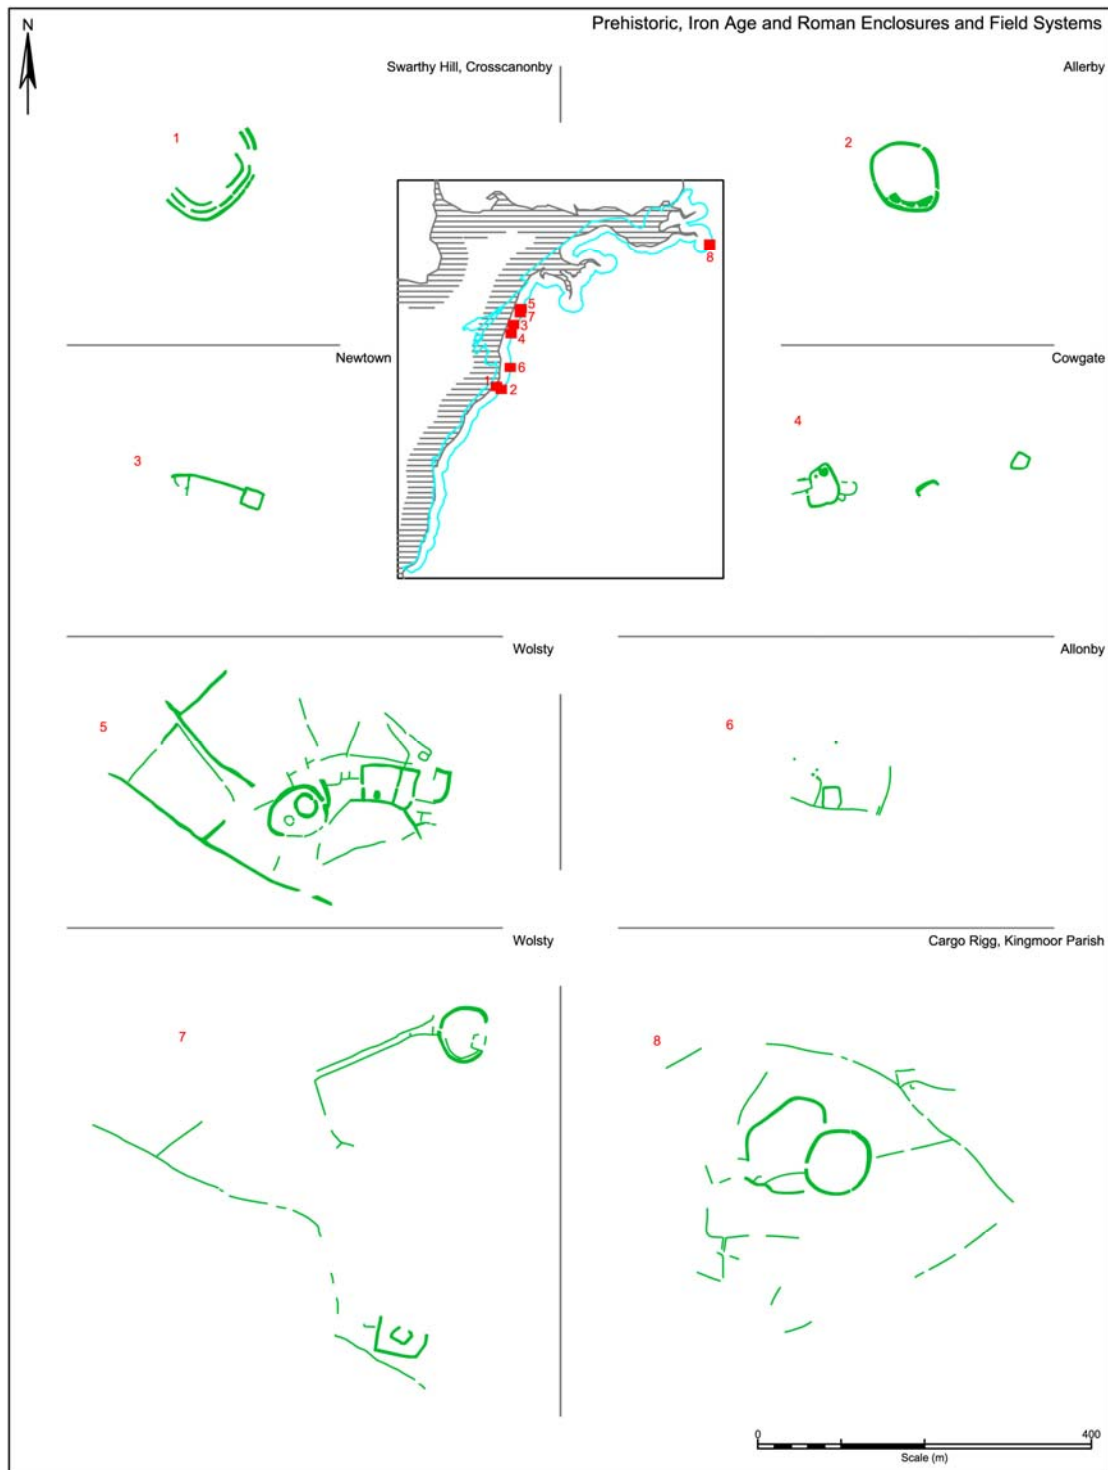 Prehistoric, Iron Age and Roman Enclosures and Field Systems
N
Swarthy Hill, Crosscanonby
Allerby
1
2
8
5
7
3
4
6
1
2
Newtown
Cowgate
3
4
Wolsty
Allonby
5
6
Wolsty
Cargo Rigg, Kingmoor Parish
7
8
0
400
Scale (m)